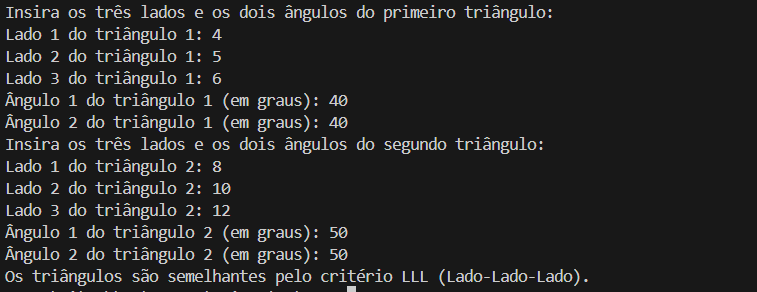 Insira os três lados e os dois ângulos do primeiro triângulo:
Lado 1 do triângulo 1: 4
Lado 2 do triângulo 1: 5
Lado 3 do triângulo 1: 6
Ângulo 1 do triângulo 1 (em graus): 40
Ângulo 2 do triângulo 1 (em graus): 40
Insira os três lados e os dois ângulos do segundo triângulo:
Lado 1 do triângulo 2: 8
Lado 2 do triângulo 2: 10
Lado 3 do triângulo 2: 12
Ângulo 1 do triângulo 2 (em graus): 50
Ângulo 2 do triângulo 2 (em graus): 50
Os triângulos são semelhantes pelo critério LLL (Lado-Lado-Lado).